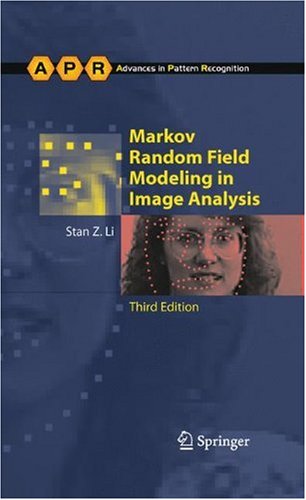 APR Advances in Pattern Recognition
Markov
Random Field
Modeling in
Image Analysis
Stan Z. Li
Third Edition
Springer